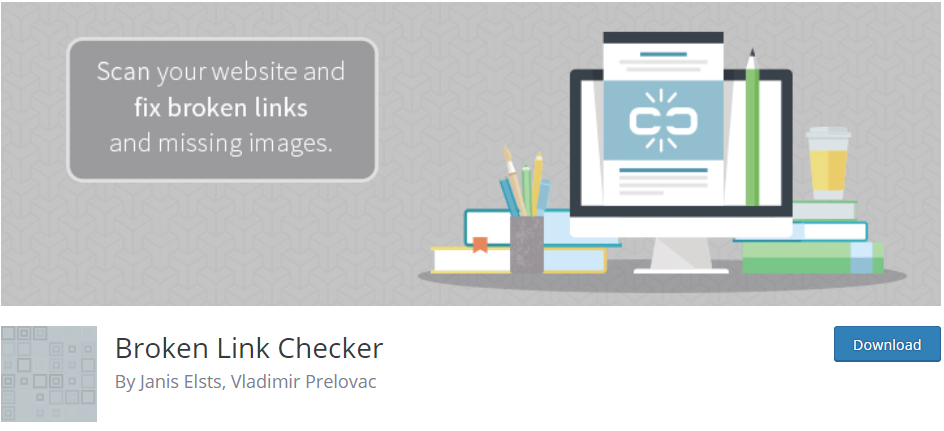 Scan your website and
fix broken links
and missing images.
Broken Link Checker
Download
By Janis Elsts, Vladimir Prelovac